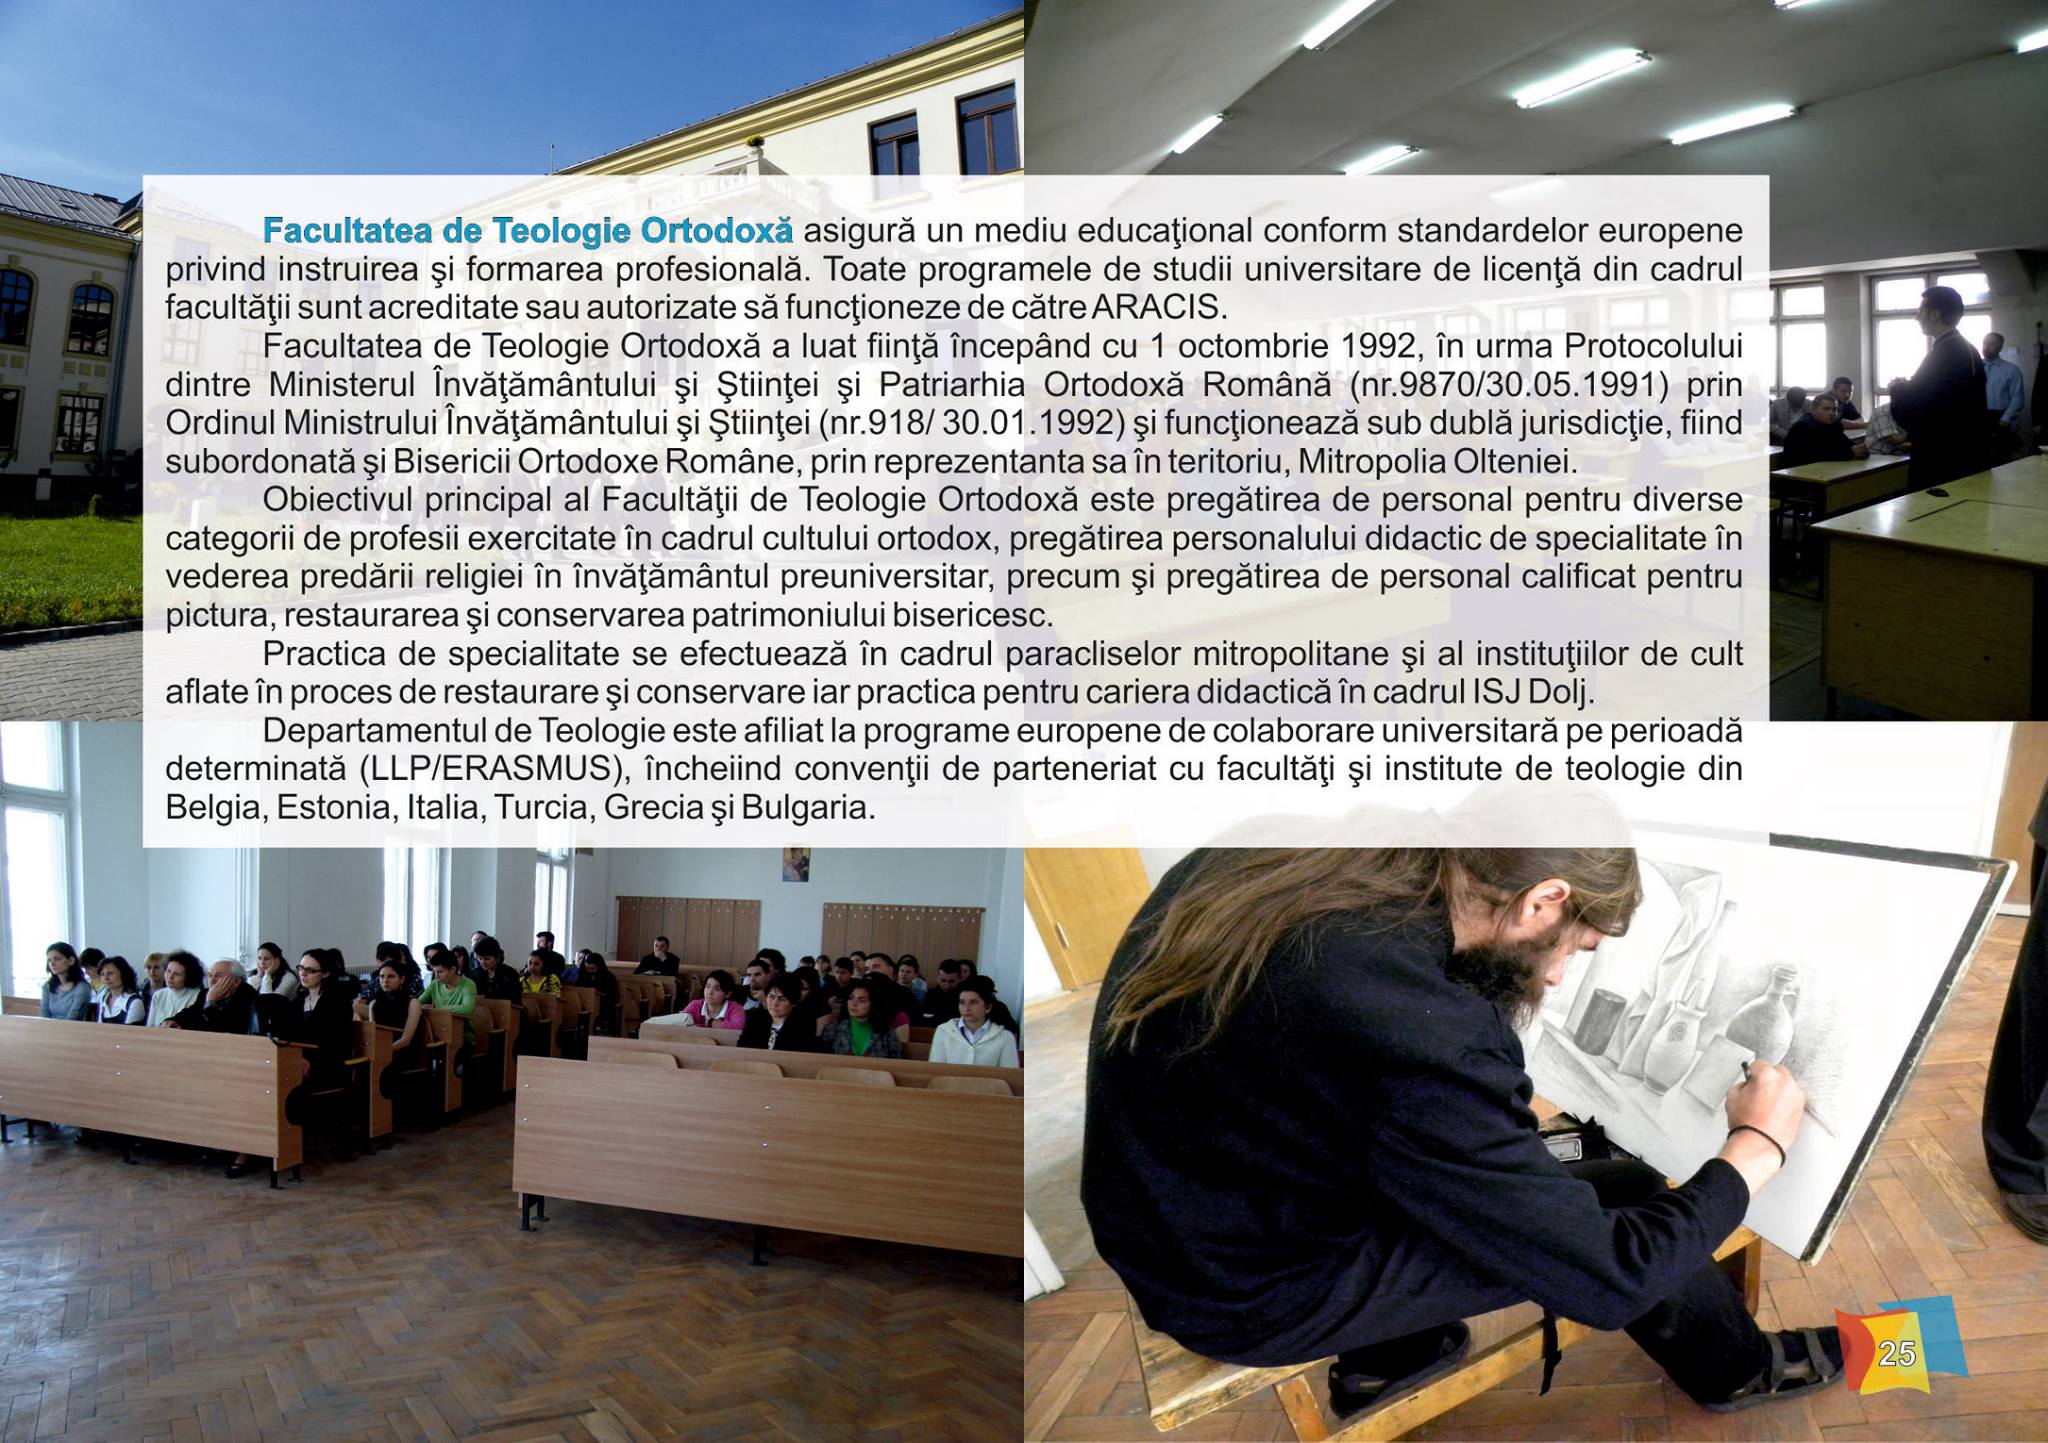 Facultatea de Teologie Ortodoxă asigură un mediu educaţional conform standardelor europene
privind instruirea şi formarea profesională. Toate programele de studii universitare de licenţă din cadrul
facultăţii sunt acreditate sau autorizate să funcţioneze de către ARACIS.
Facultatea de Teologie Ortodoxă a luat fiinţă începând cu 1 octombrie 1992, în urma Protocolului
dintre Ministerul Învăţământului şi Ştiinţei şi Patriarhia Ortodoxă Română (nr.9870/30.05.1991) prin
Ordinul Ministrului Învăţământului şi Ştiinţei (nr.918/ 30.01.1992) şi funcţionează sub dublă jurisdicţie, fiind
subordonată şi Bisericii Ortodoxe Române, prin reprezentanta sa în teritoriu, Mitropolia Olteniei.
Obiectivul principal al Facultăţii de Teologie Ortodoxă este pregătirea de personal pentru diverse
categorii de profesii exercitate în cadrul cultului ortodox, pregătirea personalului didactic de specialitate în
vederea predării religiei în învăţământul preuniversitar, precum şi pregătirea de personal calificat pentru
pictura, restaurarea şi conservarea patrimoniului bisericesc.
Practica de specialitate se efectuează în cadrul paracliselor mitropolitane şi al instituţiilor de cult
aflate în proces de restaurare şi conservare iar practica pentru cariera didactică în cadrul ISJ Dolj.
Departamentul de Teologie este afiliat la programe europene de colaborare universitară pe perioadă
determinată (LLP/ERASMUS), încheiind convenţii de parteneriat cu facultăţi şi institute de teologie din
Belgia, Estonia, Italia, Turcia, Grecia şi Bulgaria.
25